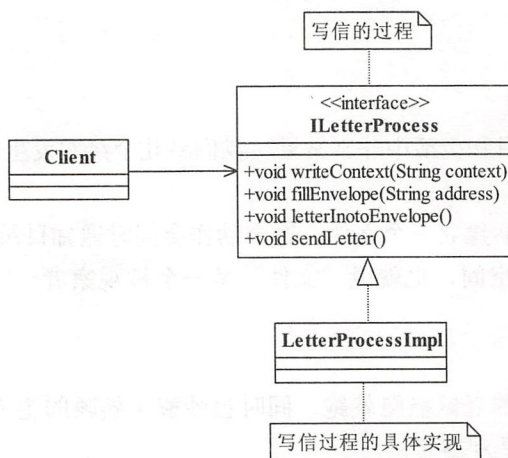 写信的过程
<<interface>>
ILetterProcess
Client
+void writeContext(String context)
+void fillEnvelope(String address)
+void letterInotoEnvelope()
+void sendLetter()
LetterProcessImpl
写信过程的具体实现